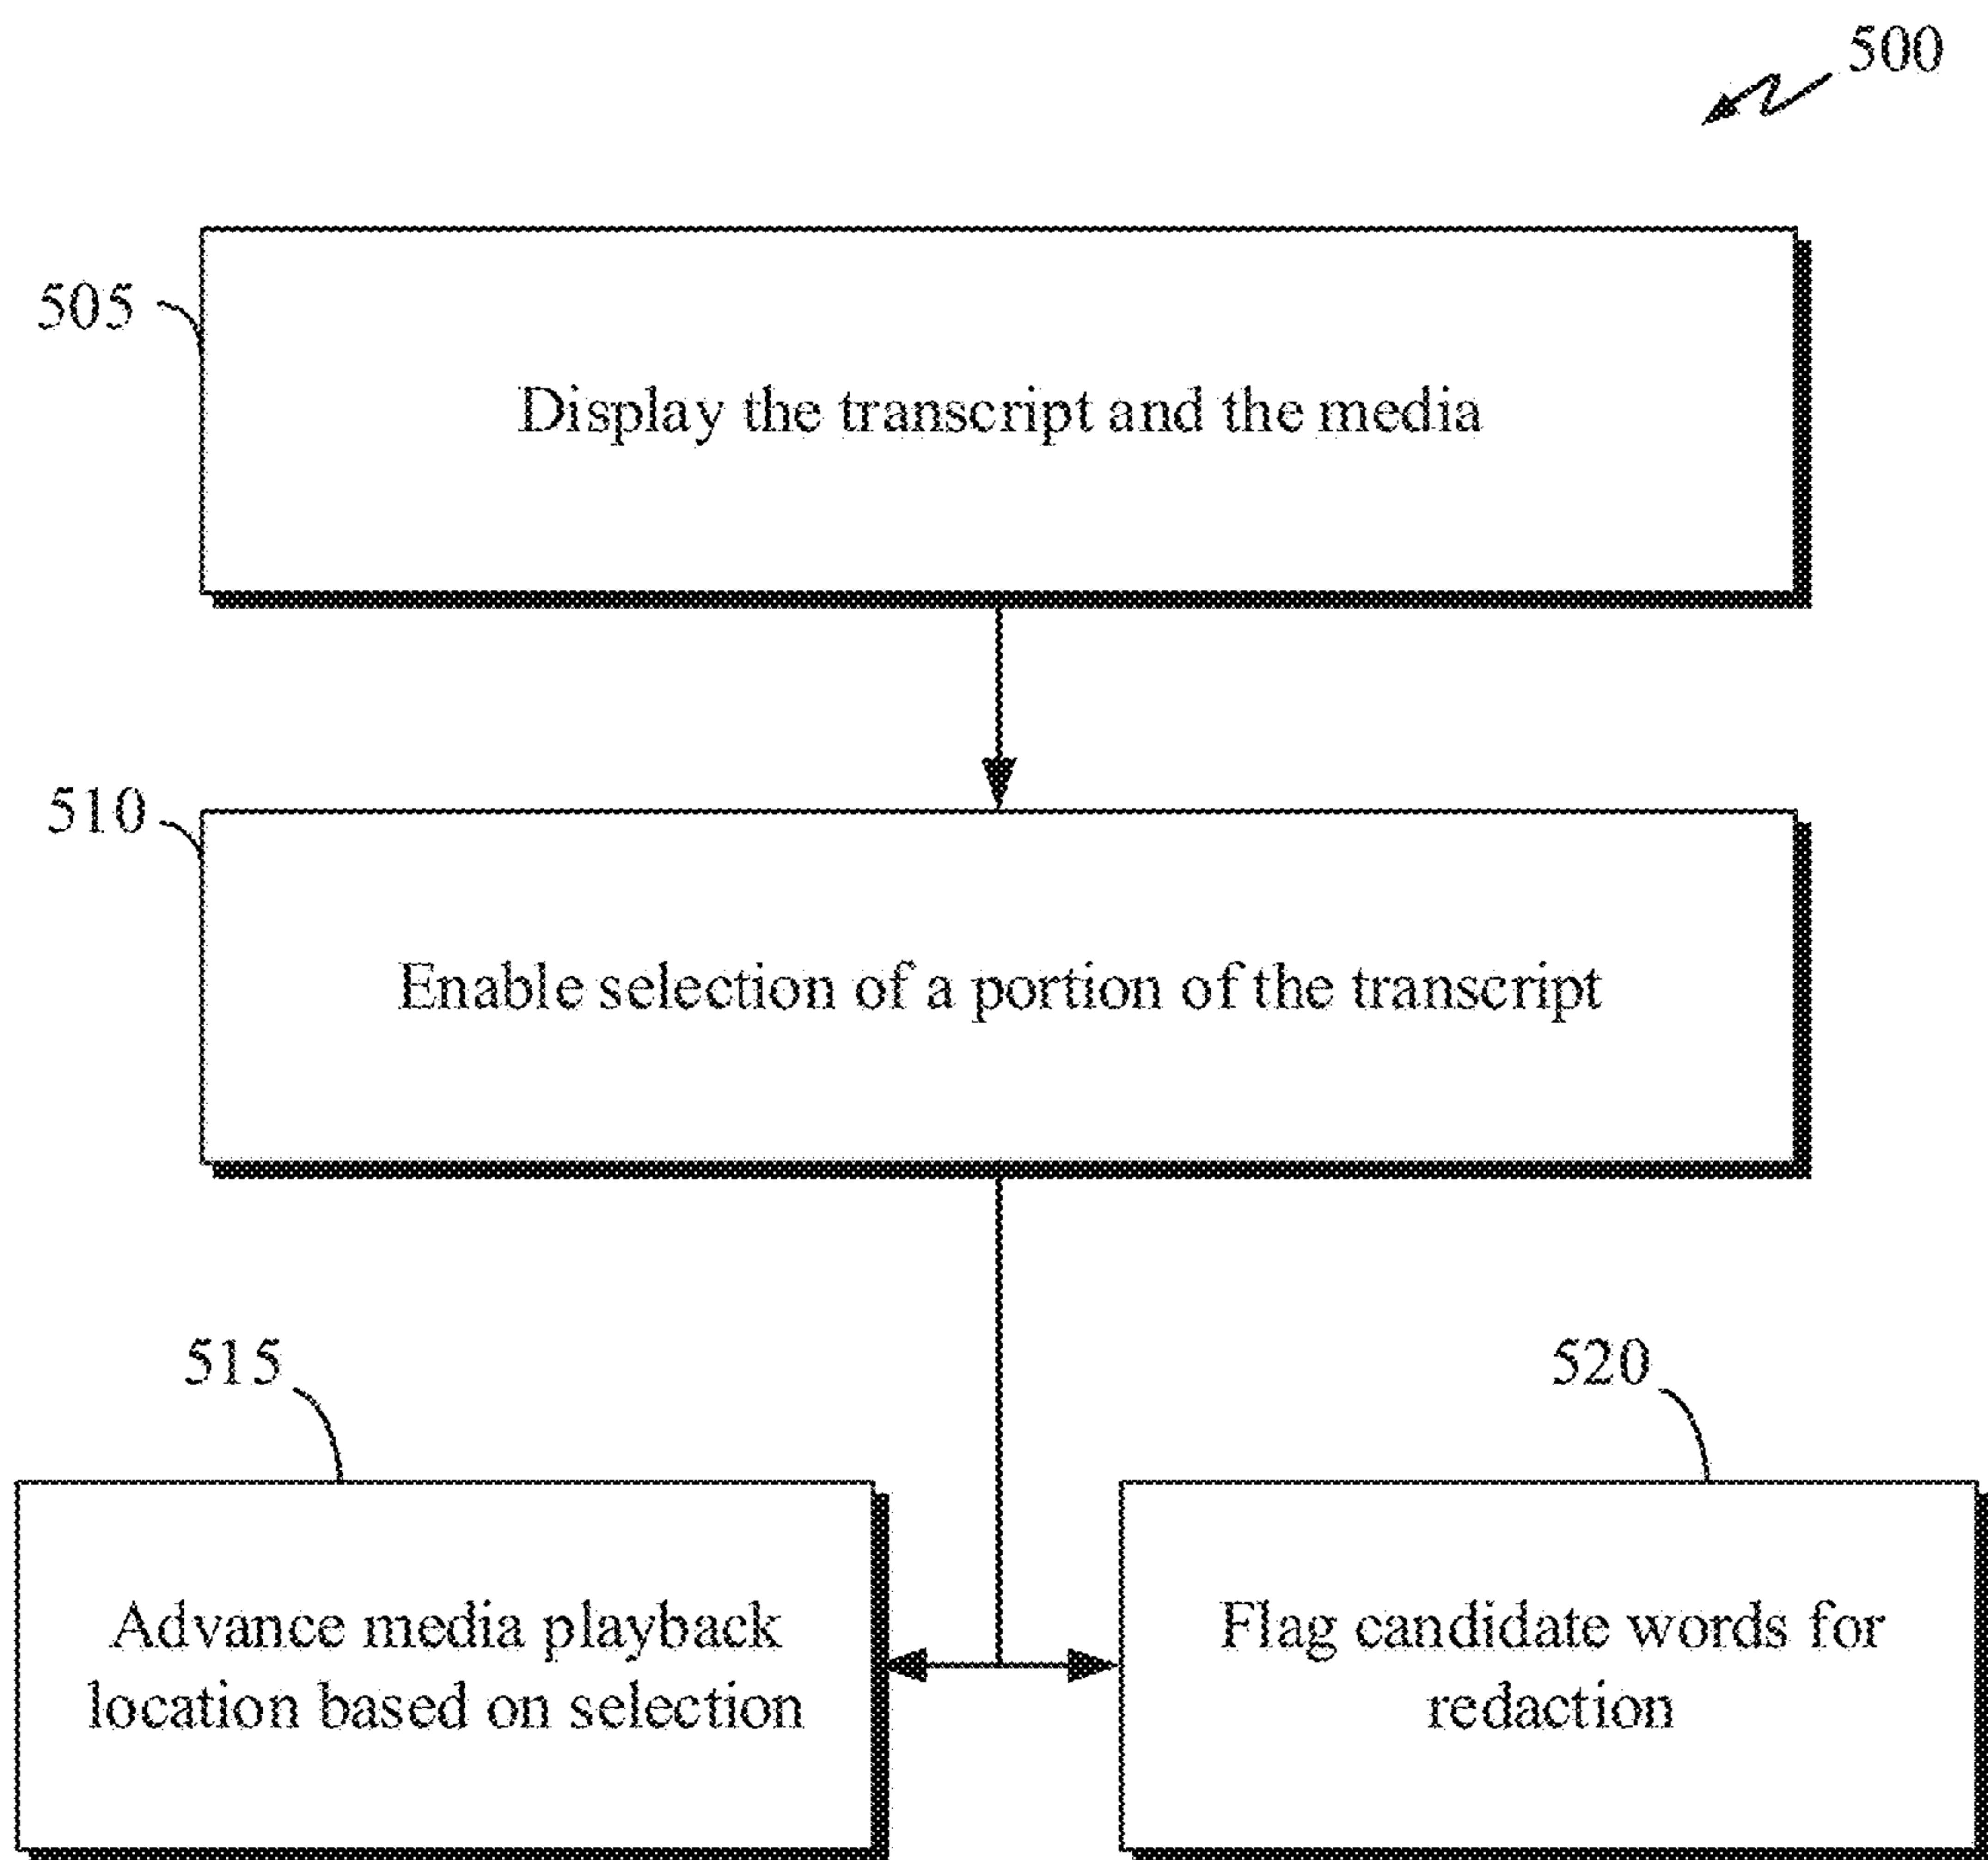 500
505
Display the transcript and the media
510
Enable selection of a portion of the transcript
515
Advance media playback
location based on selection
520
Flag candidate words for
redaction